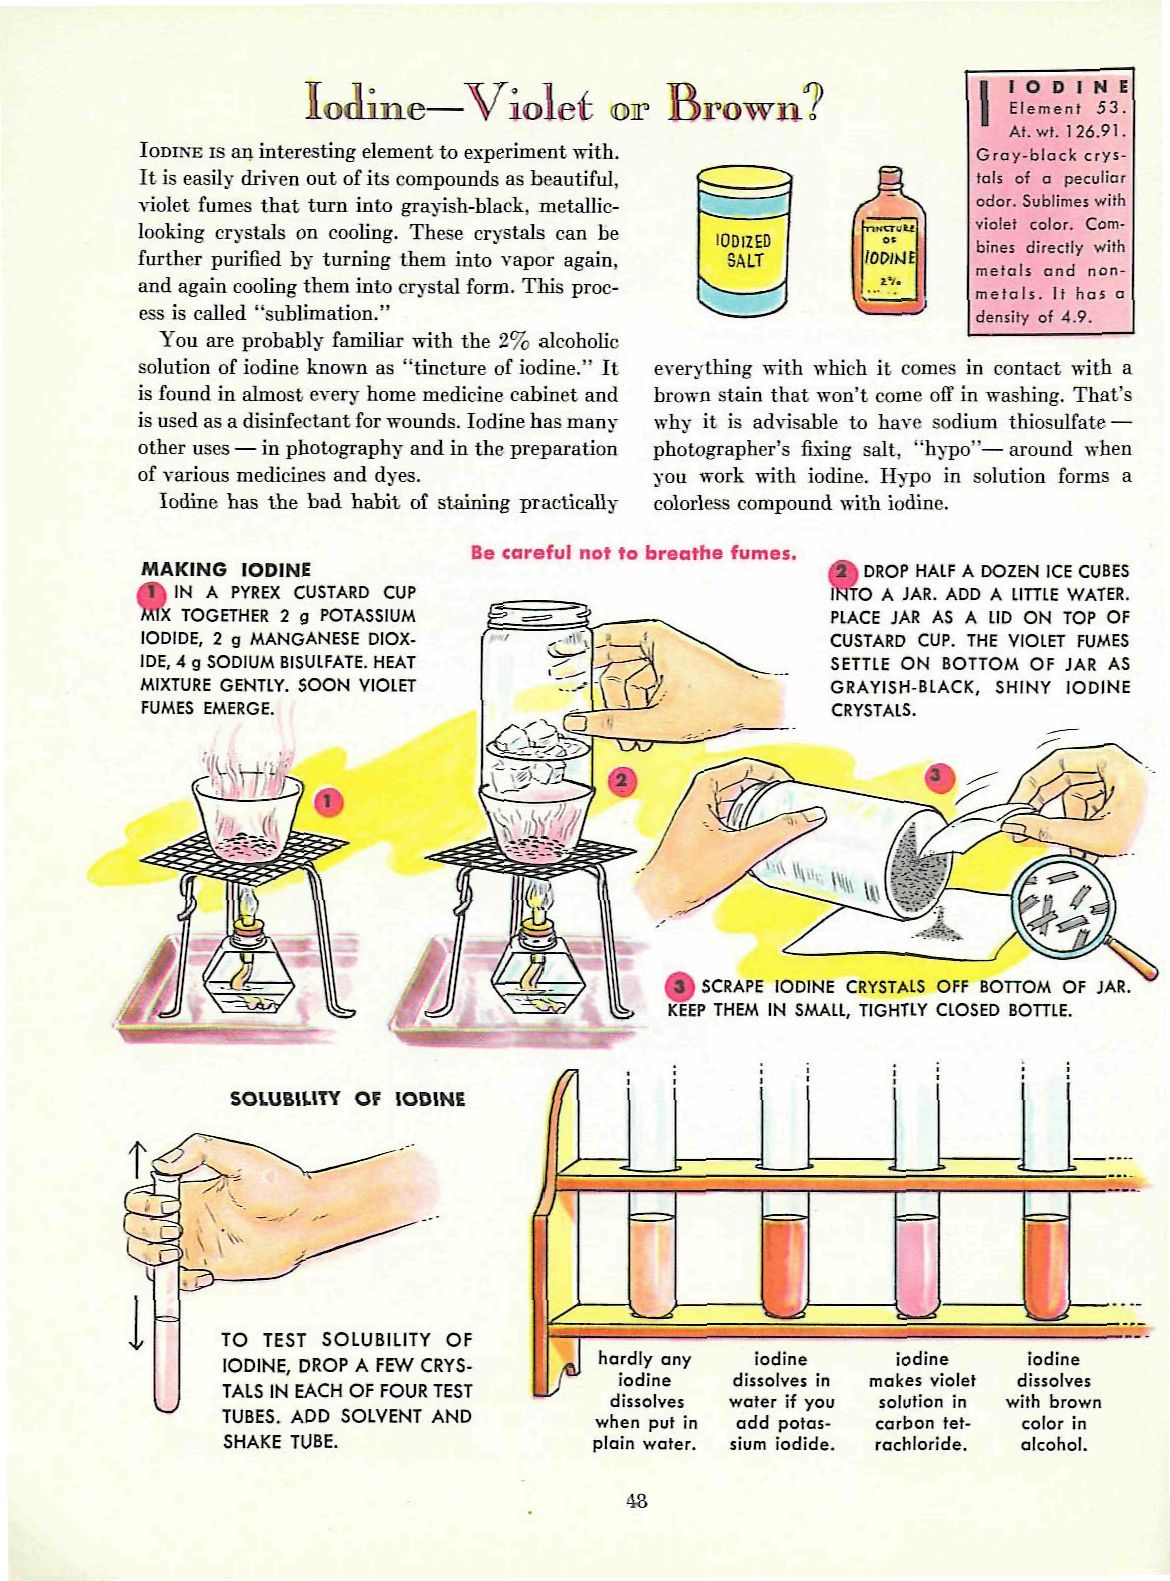 Iodine—Violet or Brown?
IODINE IS an interesting element to experiment with.
It is easily driven out of its compounds as beautiful,
violet fumes that turn into grayish-black, metallic-
looking crystals on cooling. These crystals can be
further purified by turning them into vapor again,
and again cooling them into crystal form. This proc-
ess is called “sublimation.”
You are probably familiar with the 2% alcoholic
solution of iodine known as “tincture of iodine.” It
is found in almost every home medicine cabinet and
is used as a disinfectant for wounds. Iodine has many
other uses — in photography and in the preparation
of various medicines and dyes.
Iodine has the bad habit of staining practically
IODIZED
SALT
TINCTURE
OF
IODINE
2%
I IODINE
Element 53.
At. wt. 126.91.
Gray-black crys-
tals of a peculiar
odor. Sublimes with
violet color. Com-
bines directly with
metals and non-
metals. It has a
density of 4.9.
everything with which it comes in contact with a
brown stain that won't come off in washing. That's
why it is advisable to have sodium thiosulfate —
photographer's fixing salt, “hypo”— around when
you work with iodine. Hypo in solution forms a
colorless compound with iodine.
Be careful not to breathe fumes.
MAKING IODINE
1 IN A PYREX CUSTARD CUP
MIX TOGETHER 2 g POTASSIUM
IODIDE, 2 g MANGANESE DIOX-
IDE, 4 g SODIUM BISULFATE. HEAT
MIXTURE GENTLY. SOON VIOLET
FUMES EMERGE.
2 DROP HALF A DOZEN ICE CUBES
INTO A JAR. ADD A LITTLE WATER.
PLACE JAR AS A LID ON TOP OF
CUSTARD CUP. THE VIOLET FUMES
SETTLE ON BOTTOM OF JAR AS
GRAYISH-BLACK, SHINY IODINE
CRYSTALS.
1
2
3
3 SCRAPE IODINE CRYSTALS OFF BOTTOM OF JAR.
KEEP THEM IN SMALL, TIGHTLY CLOSED BOTTLE.
SOLUBILITY OF IODINE
TO TEST SOLUBILITY OF
IODINE, DROP A FEW CRYS-
TALS IN EACH OF FOUR TEST
TUBES. ADD SOLVENT AND
SHAKE TUBE.
hardly any
iodine
dissolves
when put in
plain water.
iodine
dissolves in
water if you
add potas-
sium iodide.
iodine
makes violet
solution in
carbon tet-
rachloride.
iodine
dissolves
with brown
color in
alcohol.
48